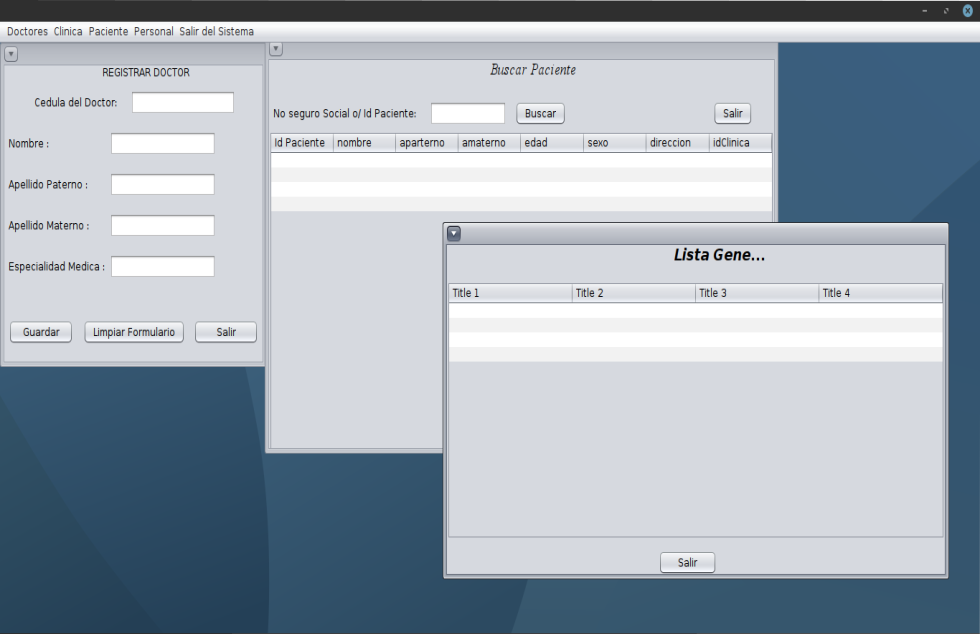 Doctores Clinica Paciente Personal Salir del Sistema
REGISTRAR DOCTOR
Cedula del Doctor:
Nombre :
Apellido Paterno :
Apellido Materno :
Especialidad Medica :
Guardar Limpiar Formulario Salir
Buscar Paciente
No seguro Social o/ Id Paciente: Buscar Salir
Id Paciente nombre aparterno amaterno edad sexo direccion idClinica
Lista Gene...
Title 1 Title 2 Title 3 Title 4
Salir